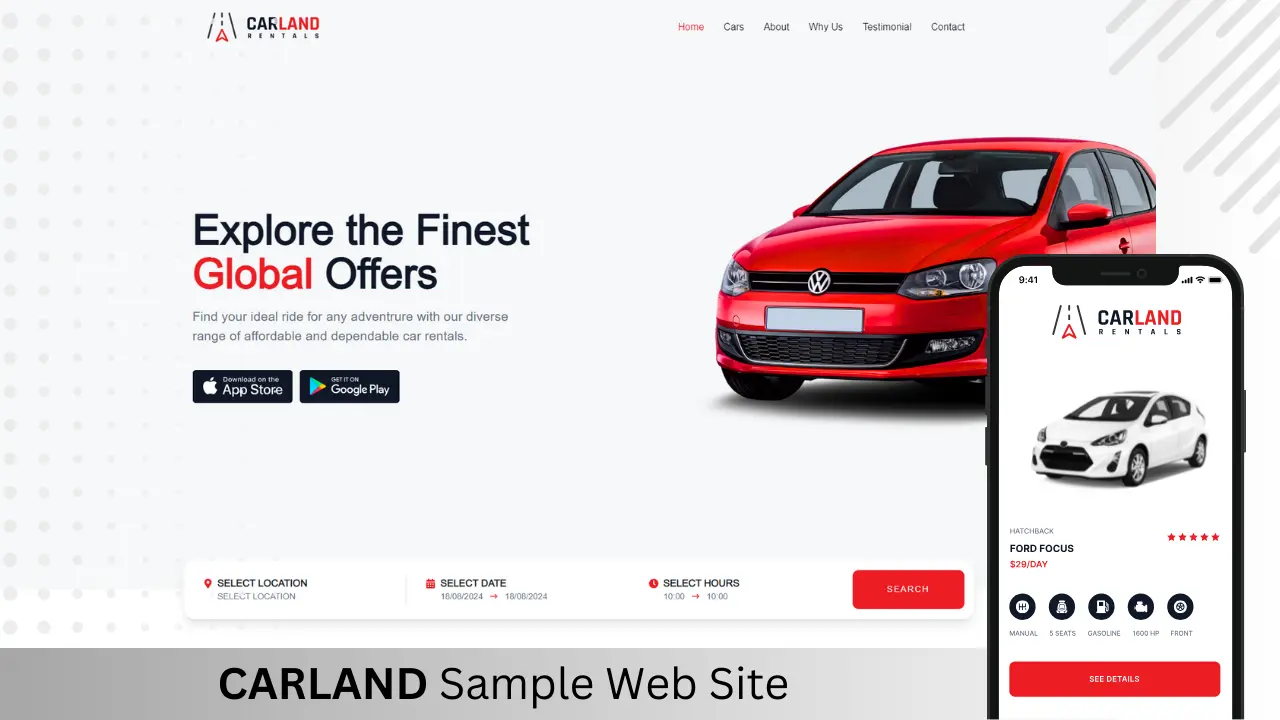 CARLAND
RENTALS
Home Cars About Why Us Testimonial Contact
Explore the Finest
Global Offers
Find your ideal ride for any adventrure with our diverse
range of affordable and dependable car rentals.
Download on the
App Store
GET IT ON
Google Play
SELECT LOCATION
SELECT LOCATION
SELECT DATE
18/08/2024 → 18/08/2024
SELECT HOURS
10:00 → 10:00
SEARCH
9:41
CARLAND
RENTALS
HATCHBACK
FORD FOCUS
$29/DAY
MANUAL 5 SEATS GASOLINE 1600 HP FRONT
SEE DETAILS
CARLAND Sample Web Site